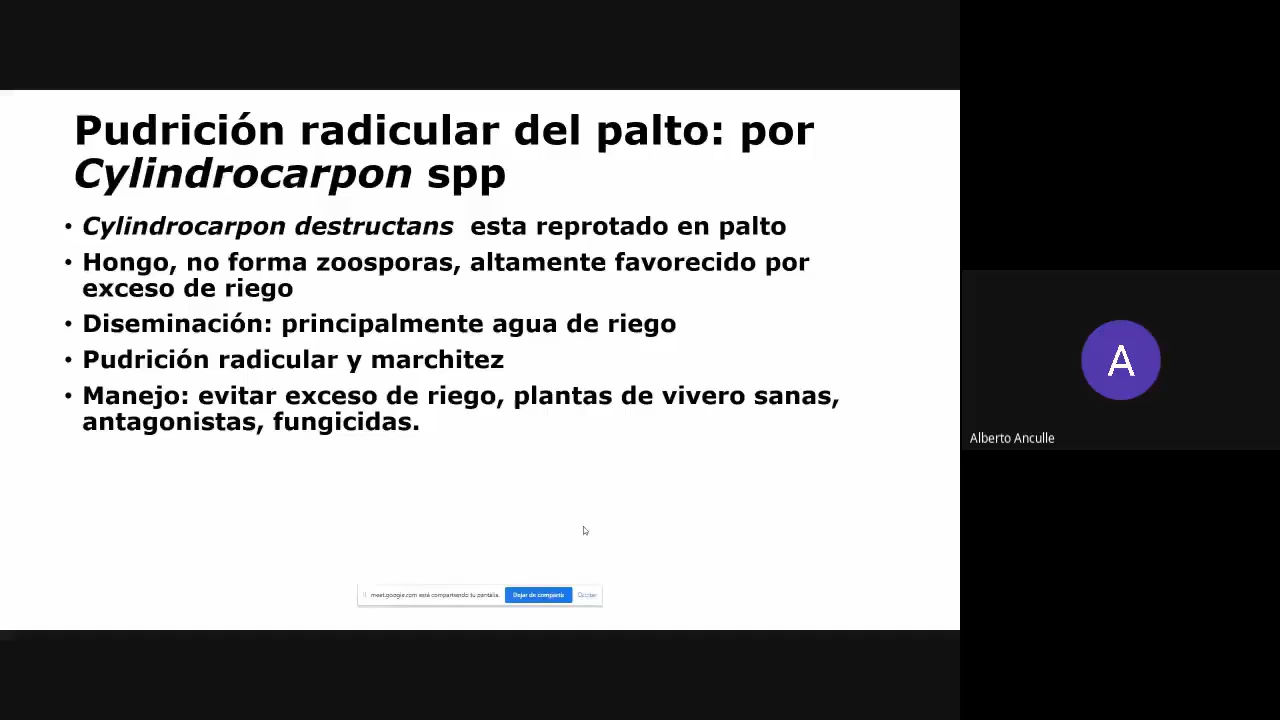 Pudrición radicular del palto: por
Cylindrocarpon spp
• Cylindrocarpon destructans esta reprotado en palto
• Hongo, no forma zoosporas, altamente favorecido por
exceso de riego
• Diseminación: principalmente agua de riego
• Pudrición radicular y marchitez
• Manejo: evitar exceso de riego, plantas de vivero sanas,
antagonistas, fungicidas.
meet.google.com está compartiendo tu pantalla. Dejar de compartir Ocultar
A
Alberto Anculle